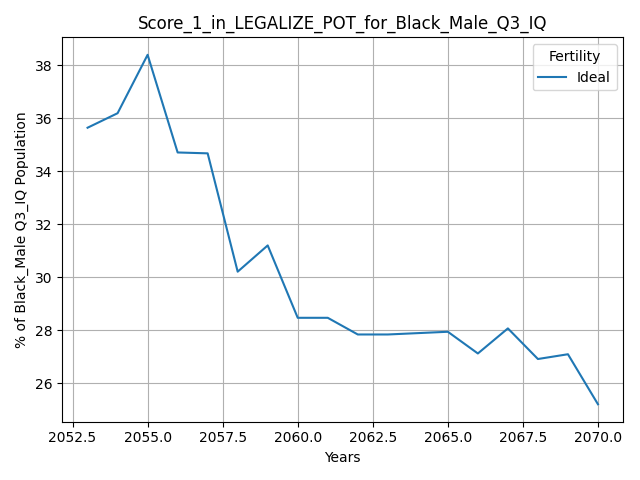 Score_1_in_LEGALIZE_POT_for_Black_Male_Q3_IQ
Fertility
Ideal
% of Black_Male Q3_IQ Population
38
36
34
32
30
28
26
2052.5 2055.0 2057.5 2060.0 2062.5 2065.0 2067.5 2070.0
Years